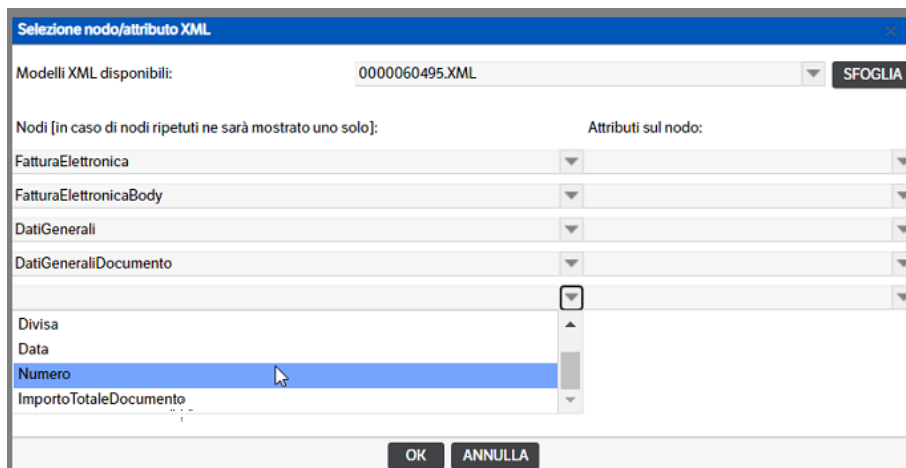 Selezione nodo/attributo XML
Modelli XML disponibili: 0000060495.XML SFOGLIA
Nodi [in caso di nodi ripetuti ne sarà mostrato uno solo]: Attributi sul nodo:
FatturaElettronica
FatturaElettronicaBody
DatiGenerali
DatiGeneraliDocumento
Divisa
Data
Numero
ImportoTotaleDocumento
OK ANNULLA